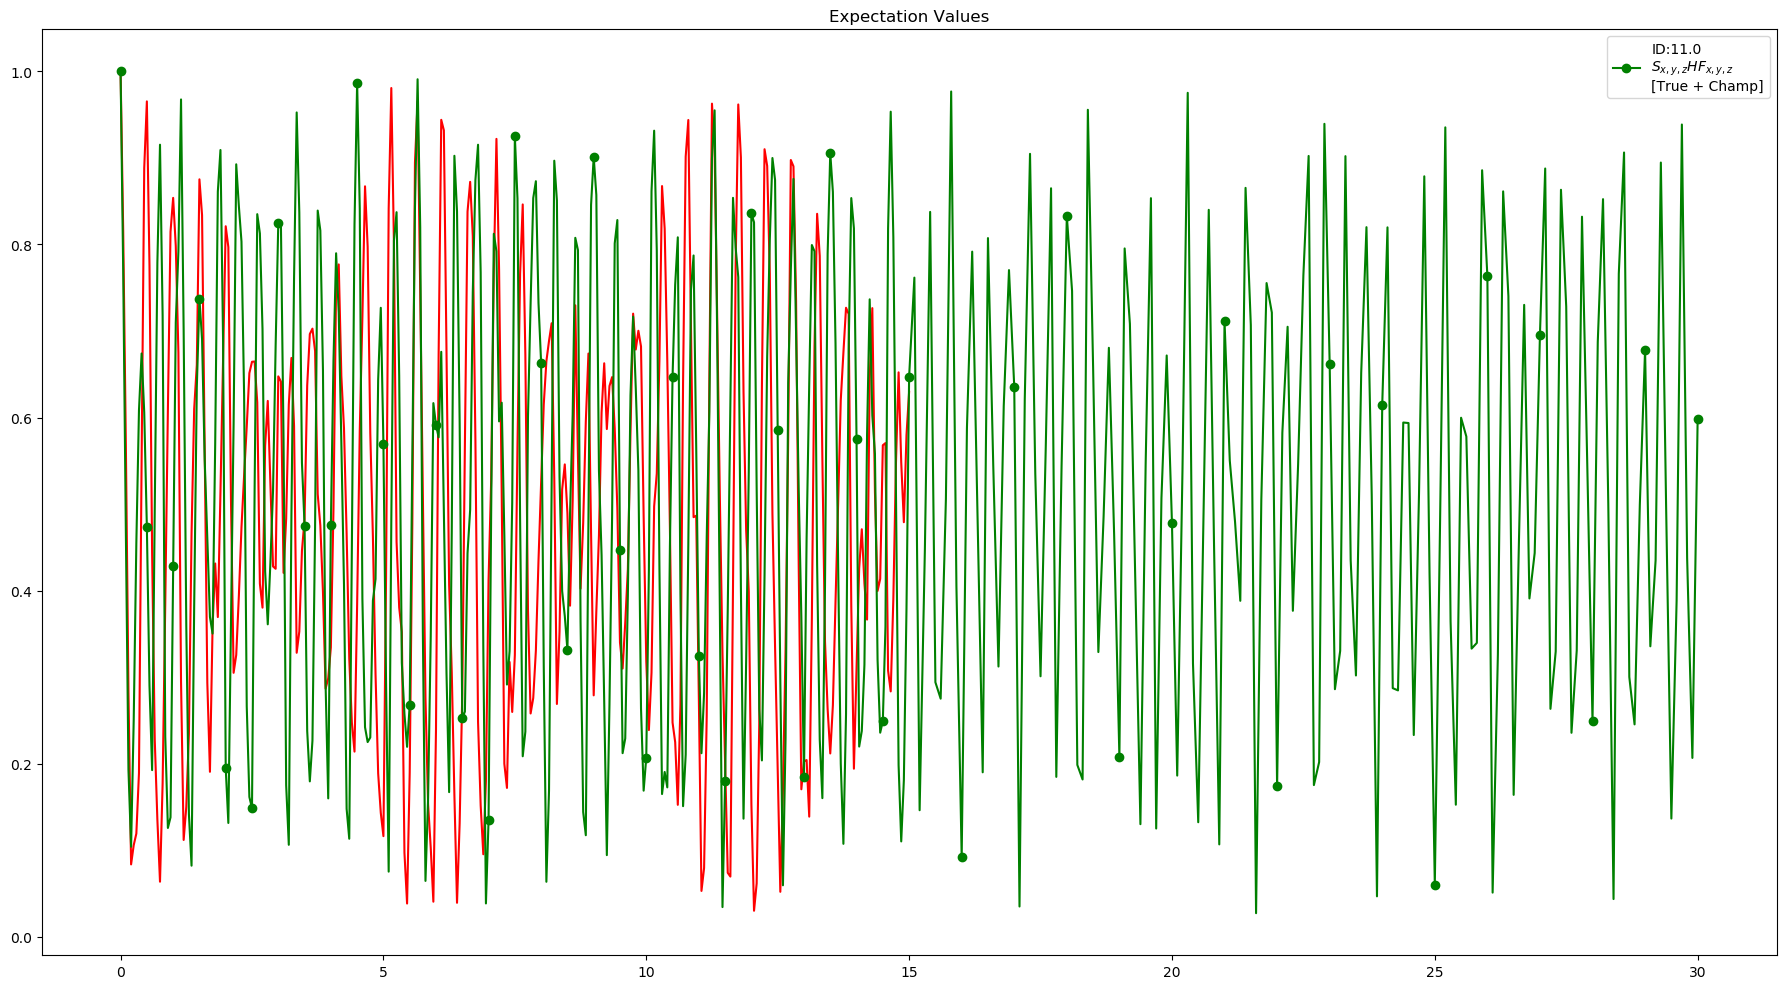 Expectation Values
ID:11.0
S_{x,y,z}HF_{x,y,z}
[True + Champ]
1.0
0.8
0.6
0.4
0.2
0.0
0 5 10 15 20 25 30